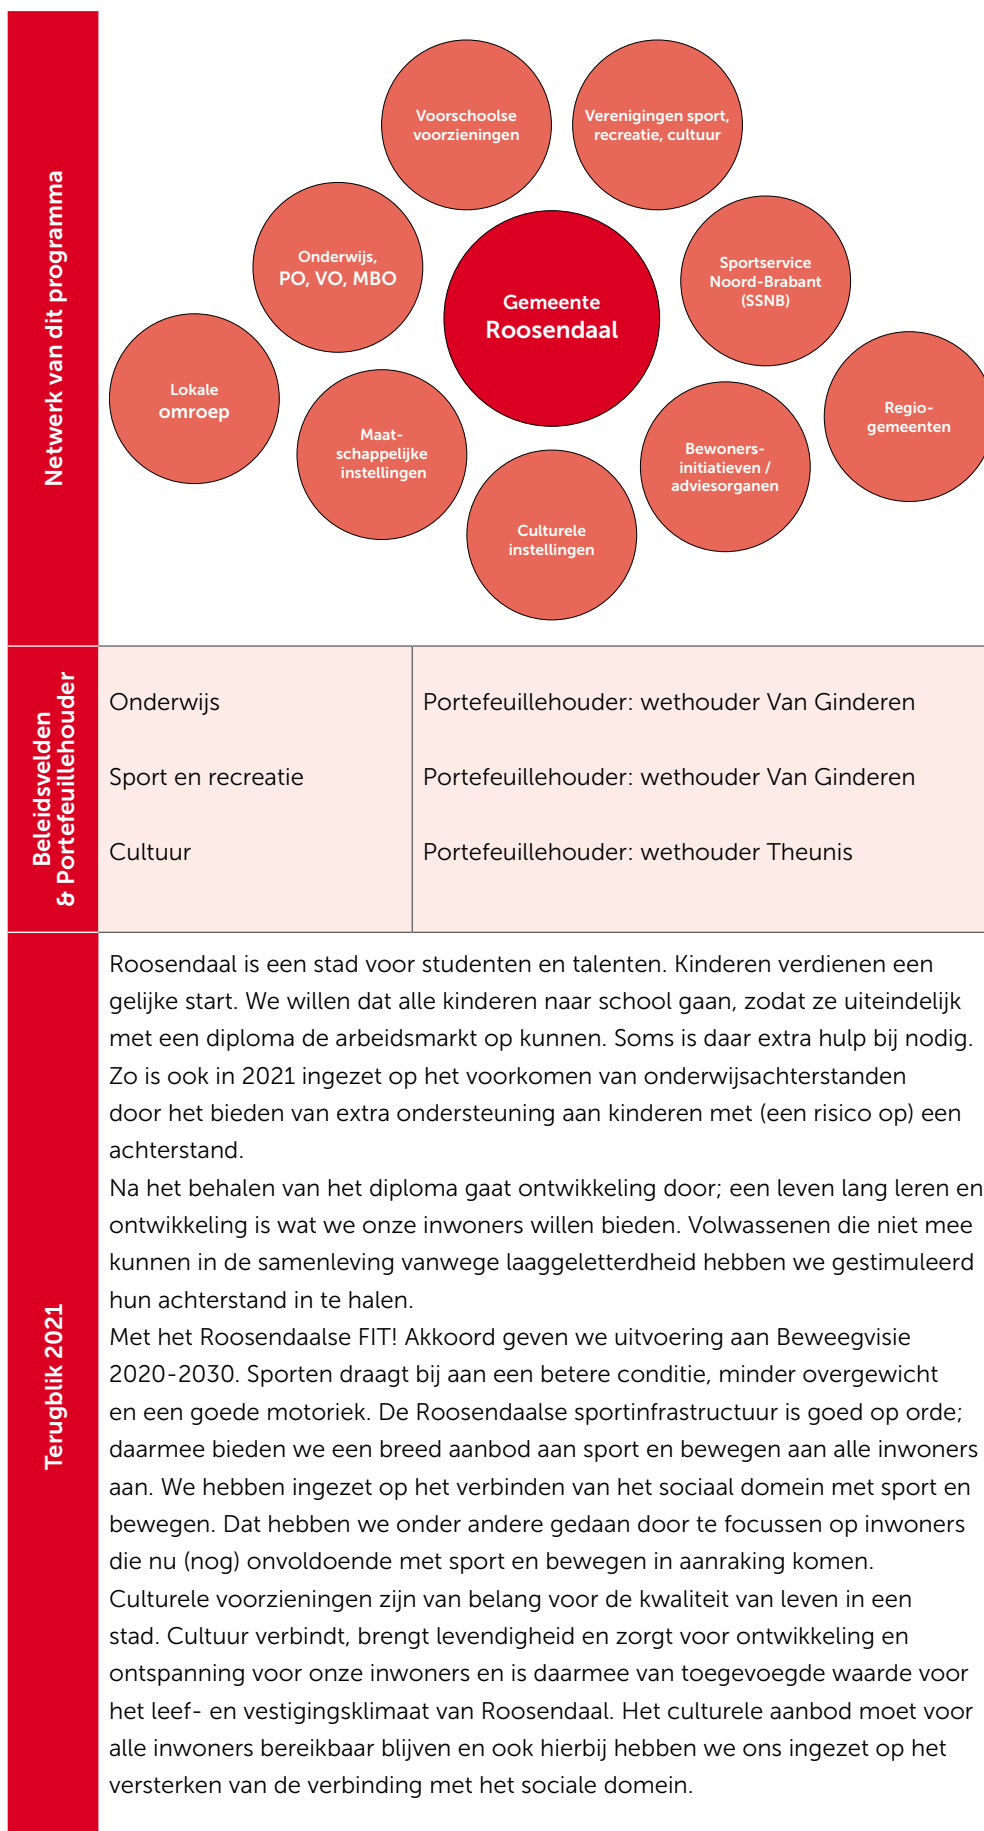 Netwerk van dit programma
Voorschoolse
voorzieningen
Verenigingen sport,
recreatie, cultuur
Onderwijs,
PO, VO, MBO
Sportservice
Noord-Brabant
(SSNB)
Gemeente
Roosendaal
Lokale
omroep
Regio-
gemeenten
Maat-
schappelijke
instellingen
Bewoners-
initiatieven /
adviesorganen
Culturele
instellingen
Beleidsvelden
& Portefeuillehouder
Onderwijs
Portefeuillehouder: wethouder Van Ginderen
Sport en recreatie
Portefeuillehouder: wethouder Van Ginderen
Cultuur
Portefeuillehouder: wethouder Theunis
Terugblik 2021
Roosendaal is een stad voor studenten en talenten. Kinderen verdienen een
gelijke start. We willen dat alle kinderen naar school gaan, zodat ze uiteindelijk
met een diploma de arbeidsmarkt op kunnen. Soms is daar extra hulp bij nodig.
Zo is ook in 2021 ingezet op het voorkomen van onderwijsachterstanden
door het bieden van extra ondersteuning aan kinderen met (een risico op) een
achterstand.
Na het behalen van het diploma gaat ontwikkeling door; een leven lang leren en
ontwikkeling is wat we onze inwoners willen bieden. Volwassenen die niet mee
kunnen in de samenleving vanwege laaggeletterdheid hebben we gestimuleerd
hun achterstand in te halen.
Met het Roosendaalse FIT! Akkoord geven we uitvoering aan Beweegvisie
2020-2030. Sporten draagt bij aan een betere conditie, minder overgewicht
en een goede motoriek. De Roosendaalse sportinfrastructuur is goed op orde;
daarmee bieden we een breed aanbod aan sport en bewegen aan alle inwoners
aan. We hebben ingezet op het verbinden van het sociaal domein met sport en
bewegen. Dat hebben we onder andere gedaan door te focussen op inwoners
die nu (nog) onvoldoende met sport en bewegen in aanraking komen.
Culturele voorzieningen zijn van belang voor de kwaliteit van leven in een
stad. Cultuur verbindt, brengt levendigheid en zorgt voor ontwikkeling en
ontspanning voor onze inwoners en is daarmee van toegevoegde waarde voor
het leef- en vestigingsklimaat van Roosendaal. Het culturele aanbod moet voor
alle inwoners bereikbaar blijven en ook hierbij hebben we ons ingezet op het
versterken van de verbinding met het sociale domein.